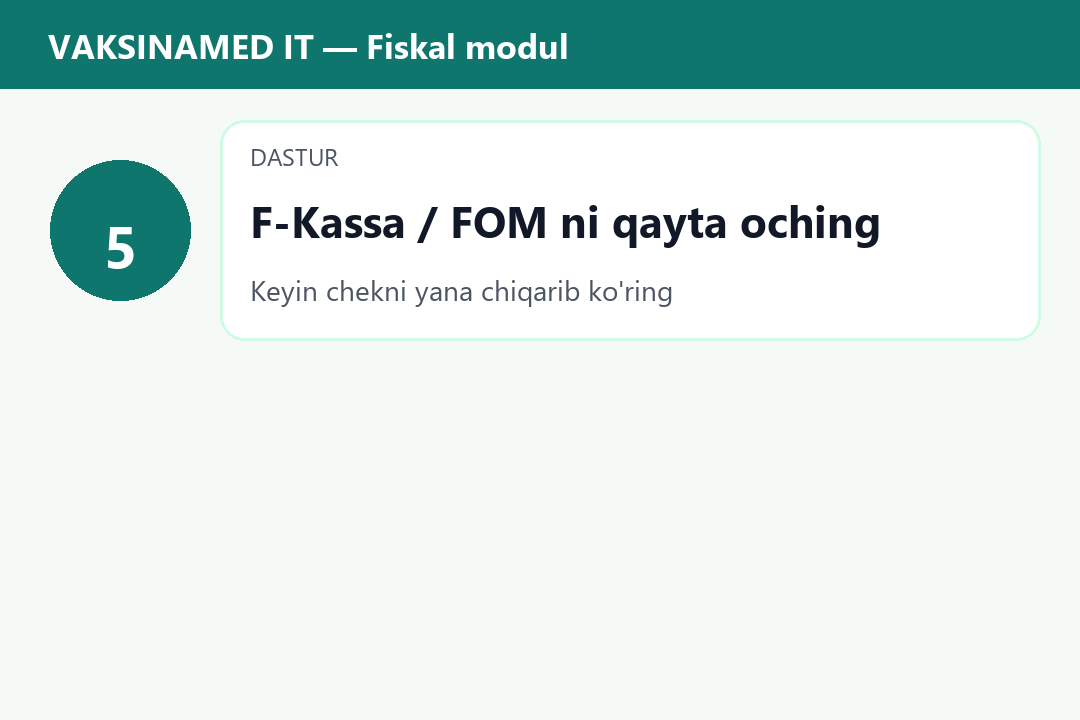 VAKSINAMED IT — Fiskal modul
5
DASTUR
F-Kassa / FOM ni qayta oching
Keyin chekni yana chiqarib ko'ring